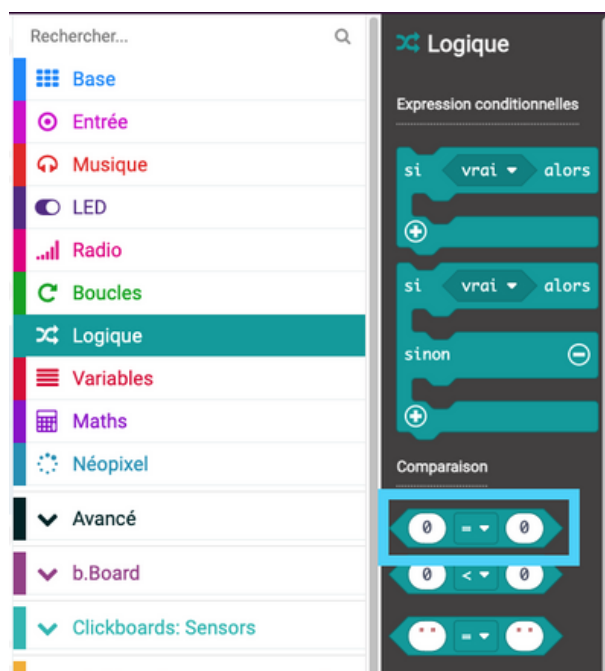 Rechercher...
Base
Entrée
Musique
LED
Radio
Boucles
Logique
Variables
Maths
Néopixel
Avancé
b.Board
Clickboards: Sensors
Logique
Expression conditionnelles
si vrai alors
si vrai alors
sinon
Comparaison
0 = 0
0 < 0
" " = " "